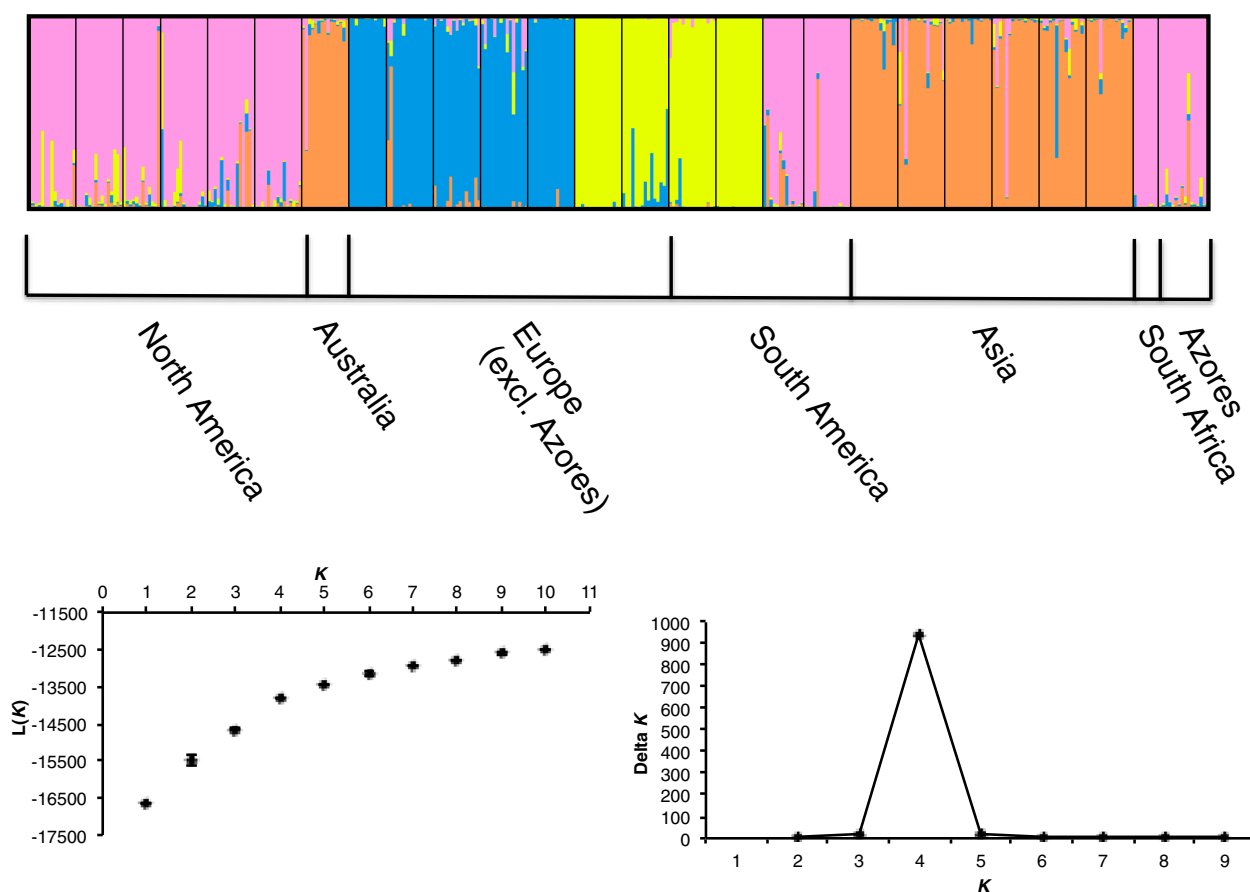 North America
Australia
Europe
(excl. Azores)
South America
Asia
South Africa
Azores
K
0 1 2 3 4 5 6 7 8 9 10 11
-11500
-12500
-13500
-14500
-15500
-16500
-17500
L(K)
1000
900
800
700
600
500
400
300
200
100
0
Delta K
1 2 3 4 5 6 7 8 9
K